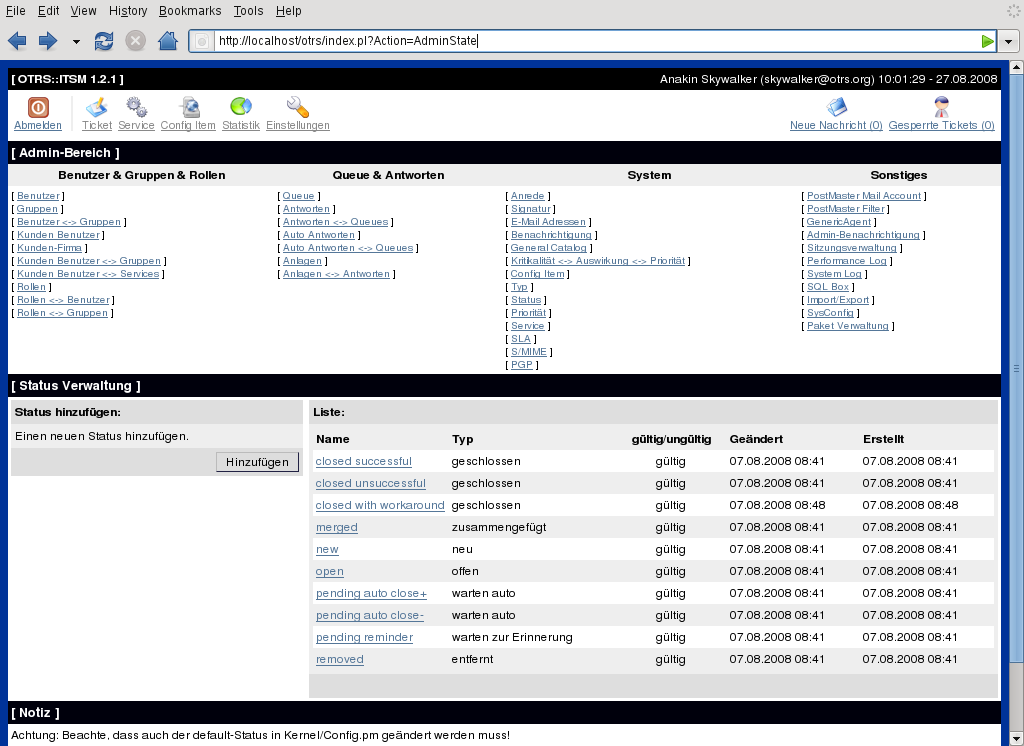 File Edit View History Bookmarks Tools Help
http://localhost/otrs/index.pl?Action=AdminState
[ OTRS::ITSM 1.2.1 ] Anakin Skywalker (skywalker@otrs.org) 10:01:29 - 27.08.2008
Abmelden Ticket Service Config Item Statistik Einstellungen Neue Nachricht (0) Gesperrte Tickets (0)
[ Admin-Bereich ]
Benutzer & Gruppen & Rollen Queue & Antworten System Sonstiges
[ Benutzer ] [ Queue ] [ Anrede ] [ PostMaster Mail Account ]
[ Gruppen ] [ Antworten ] [ Signatur ] [ PostMaster Filter ]
[ Benutzer <-> Gruppen ] [ Antworten <-> Queues ] [ E-Mail Adressen ] [ GenericAgent ]
[ Kunden Benutzer ] [ Auto Antworten ] [ Benachrichtigung ] [ Admin-Benachrichtigung ]
[ Kunden-Firma ] [ Auto Antworten <-> Queues ] [ General Catalog ] [ Sitzungsverwaltung ]
[ Kunden Benutzer <-> Gruppen ] [ Anlagen ] [ Kritikalität <-> Auswirkung <-> Priorität ] [ Performance Log ]
[ Kunden Benutzer <-> Services ] [ Anlagen <-> Antworten ] [ Config Item ] [ System Log ]
[ Rollen ] [ Typ ] [ SQL Box ]
[ Rollen <-> Benutzer ] [ Status ] [ Import/Export ]
[ Rollen <-> Gruppen ] [ Priorität ] [ SysConfig ]
[ Service ] [ Paket Verwaltung ]
[ SLA ]
[ S/MIME ]
[ PGP ]
[ Status Verwaltung ]
Status hinzufügen:
Einen neuen Status hinzufügen.
Hinzufügen
Liste:
Name Typ gültig/ungültig Geändert Erstellt
closed successful geschlossen gültig 07.08.2008 08:41 07.08.2008 08:41
closed unsuccessful geschlossen gültig 07.08.2008 08:41 07.08.2008 08:41
closed with workaround geschlossen gültig 07.08.2008 08:48 07.08.2008 08:48
merged zusammengefügt gültig 07.08.2008 08:41 07.08.2008 08:41
new neu gültig 07.08.2008 08:41 07.08.2008 08:41
open offen gültig 07.08.2008 08:41 07.08.2008 08:41
pending auto close+ warten auto gültig 07.08.2008 08:41 07.08.2008 08:41
pending auto close- warten auto gültig 07.08.2008 08:41 07.08.2008 08:41
pending reminder warten zur Erinnerung gültig 07.08.2008 08:41 07.08.2008 08:41
removed entfernt gültig 07.08.2008 08:41 07.08.2008 08:41
[ Notiz ]
Achtung: Beachte, dass auch der default-Status in Kernel/Config.pm geändert werden muss!